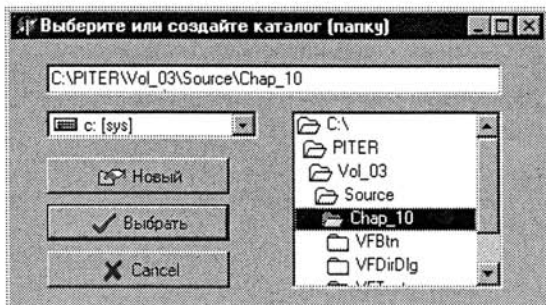 Выберите или создайте каталог (папку)
C:\PITER\Vol_03\Source\Chap_10
c: [sys]
Новый
Выбрать
Cancel
C:\
PITER
Vol_03
Source
Chap_10
VFBtn
VFDirDlg